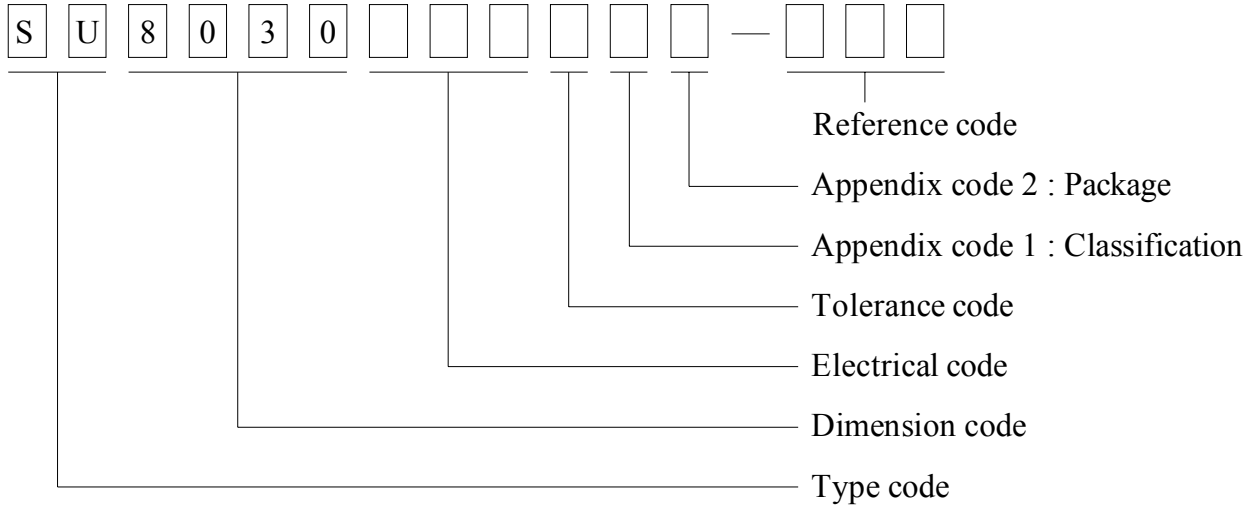 S U 8 0 3 0 —
Reference code
Appendix code 2 : Package
Appendix code 1 : Classification
Tolerance code
Electrical code
Dimension code
Type code